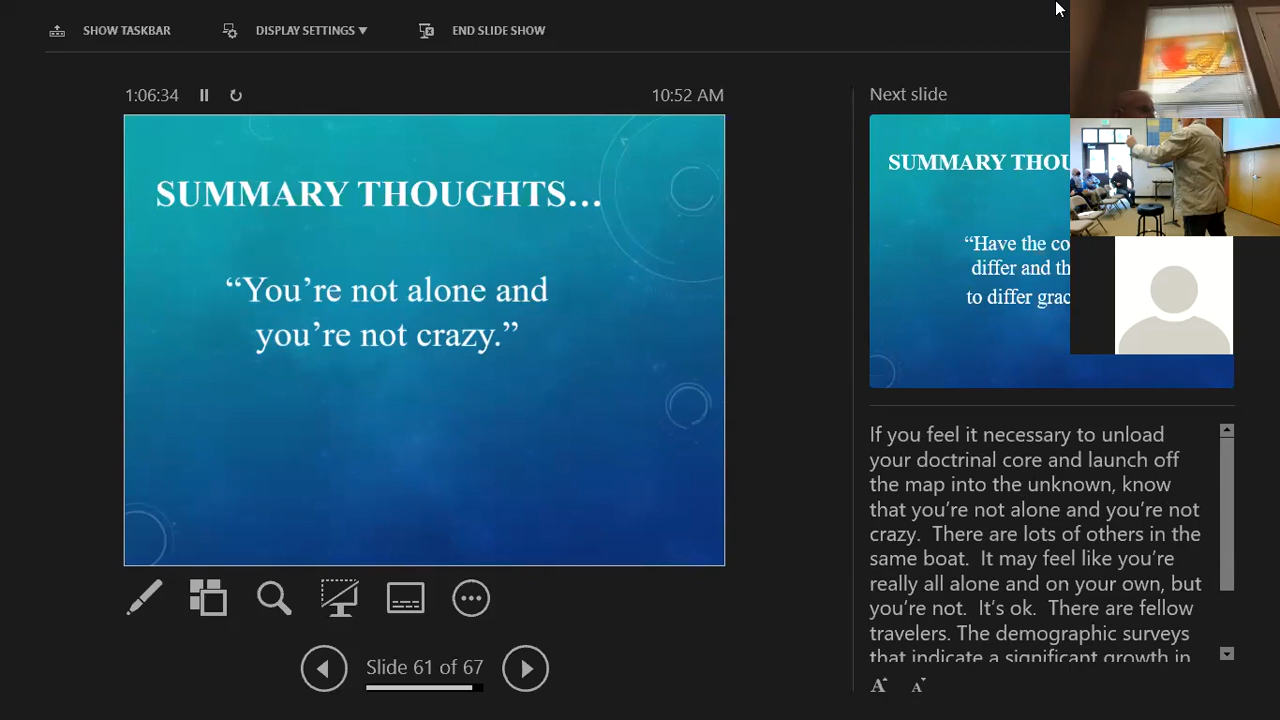 SHOW TASKBAR
DISPLAY SETTINGS
END SLIDE SHOW
1:06:34
10:52 AM
SUMMARY THOUGHTS…
“You’re not alone and
you’re not crazy.”
Slide 61 of 67
Next slide
SUMMARY
“Have the
differ and
to differ
If you feel it necessary to unload
your doctrinal core and launch off
the map into the unknown, know
that you’re not alone and you’re not
crazy.  There are lots of others in the
same boat.  It may feel like you’re
really all alone and on your own, but
you’re not.  It’s ok.  There are fellow
travelers. The demographic surveys
that indicate a significant growth in
A A